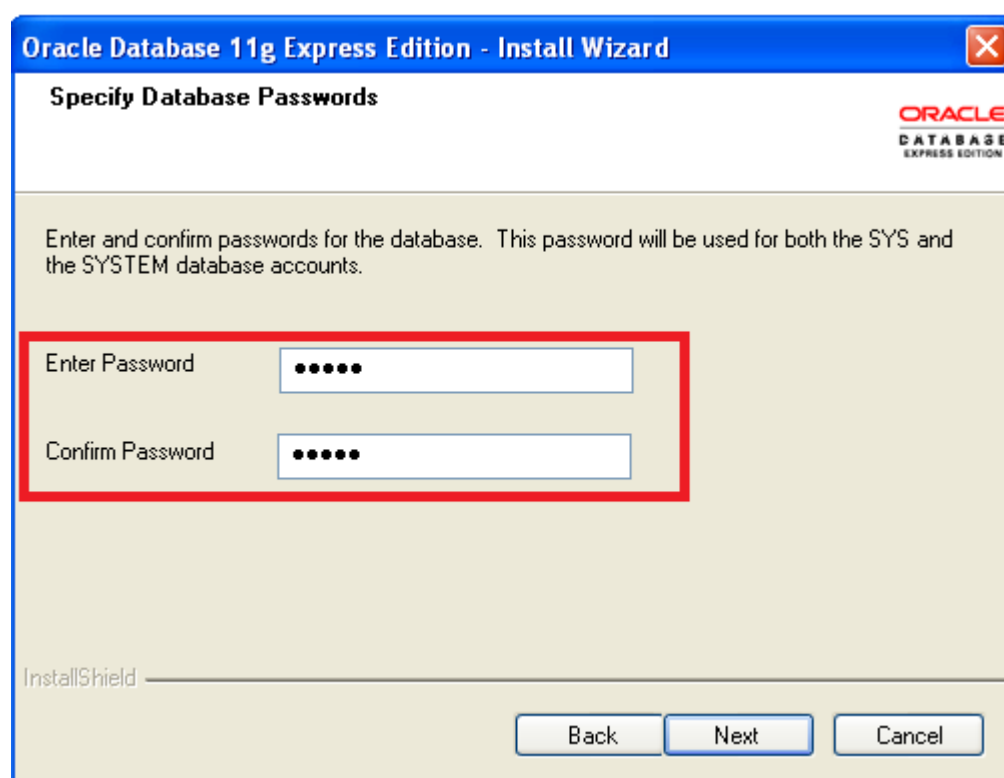 Oracle Database 11g Express Edition - Install Wizard
Specify Database Passwords
ORACLE
DATABASE
EXPRESS EDITION
Enter and confirm passwords for the database. This password will be used for both the SYS and
the SYSTEM database accounts.
Enter Password •••••
Confirm Password •••••
InstallShield
Back Next Cancel